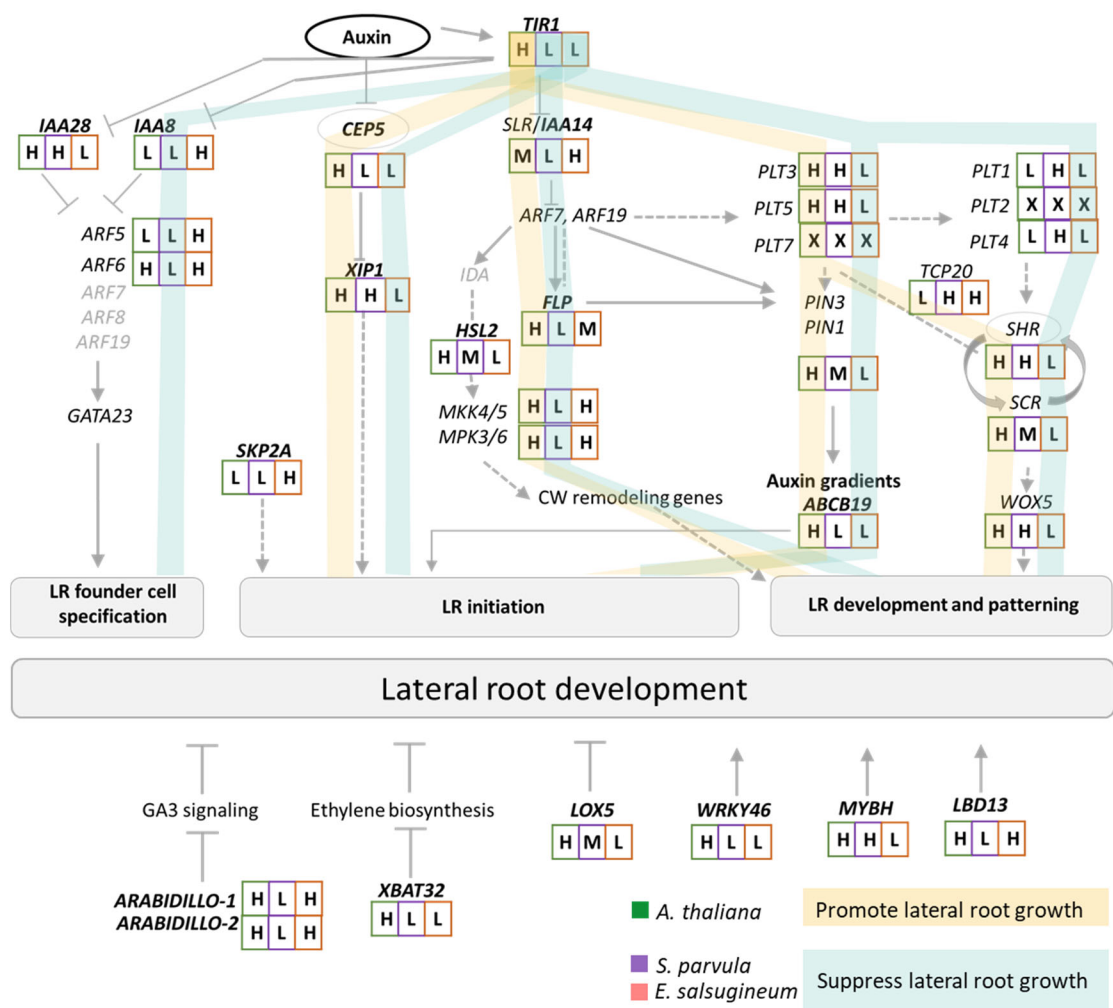 Auxin
TIR1
H L L
IAA28
H H L
IAA8
L L H
CEP5
H L L
SLR/IAA14
M L H
PLT3
H H L
PLT5
H H L
PLT7
X X X
PLT1
L H L
PLT2
X X X
PLT4
L H L
ARF5
L L H
ARF6
H L H
ARF7
ARF8
ARF19
GATA23
XIP1
H H L
ARF7, ARF19
IDA
HSL2
H M L
FLP
H L M
MKK4/5
H L H
MPK3/6
H L H
CW remodeling genes
PIN3
PIN1
H M L
Auxin gradients
ABCB19
H L L
TCP20
L H H
SHR
H H L
SCR
H M L
WOX5
H H L
SKP2A
L L H
LR founder cell
specification
LR initiation
LR development and patterning
Lateral root development
GA3 signaling
Ethylene biosynthesis
ARABIDILLO-1
H L H
ARABIDILLO-2
H L H
XBAT32
H L L
LOX5
H M L
WRKY46
H L L
MYBH
H H L
LBD13
H L H
A. thaliana
S. parvula
E. salsugineum
Promote lateral root growth
Suppress lateral root growth